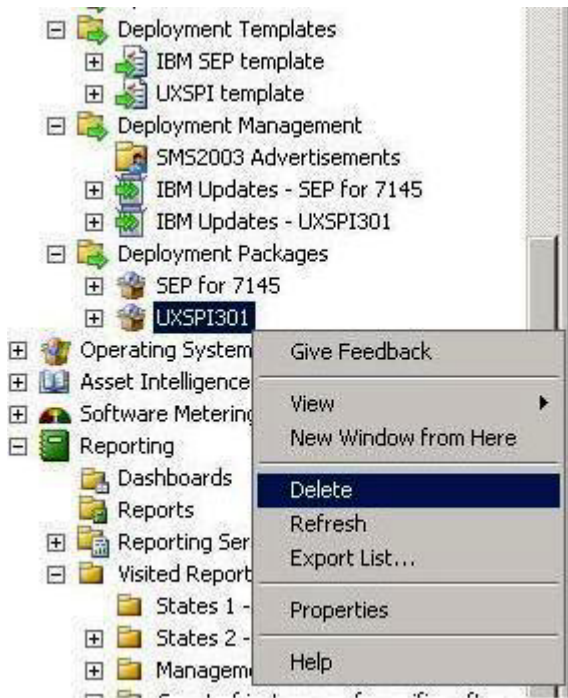 Deployment Templates
IBM SEP template
UXSPI template
Deployment Management
SMS2003 Advertisements
IBM Updates - SEP for 7145
IBM Updates - UXSPI301
Deployment Packages
SEP for 7145
UXSPI301
Operating System
Asset Intelligence
Software Metering
Reporting
Dashboards
Reports
Reporting Ser
Visited Report
States 1 -
States 2 -
Managem
Give Feedback
View
New Window from Here
Delete
Refresh
Export List...
Properties
Help